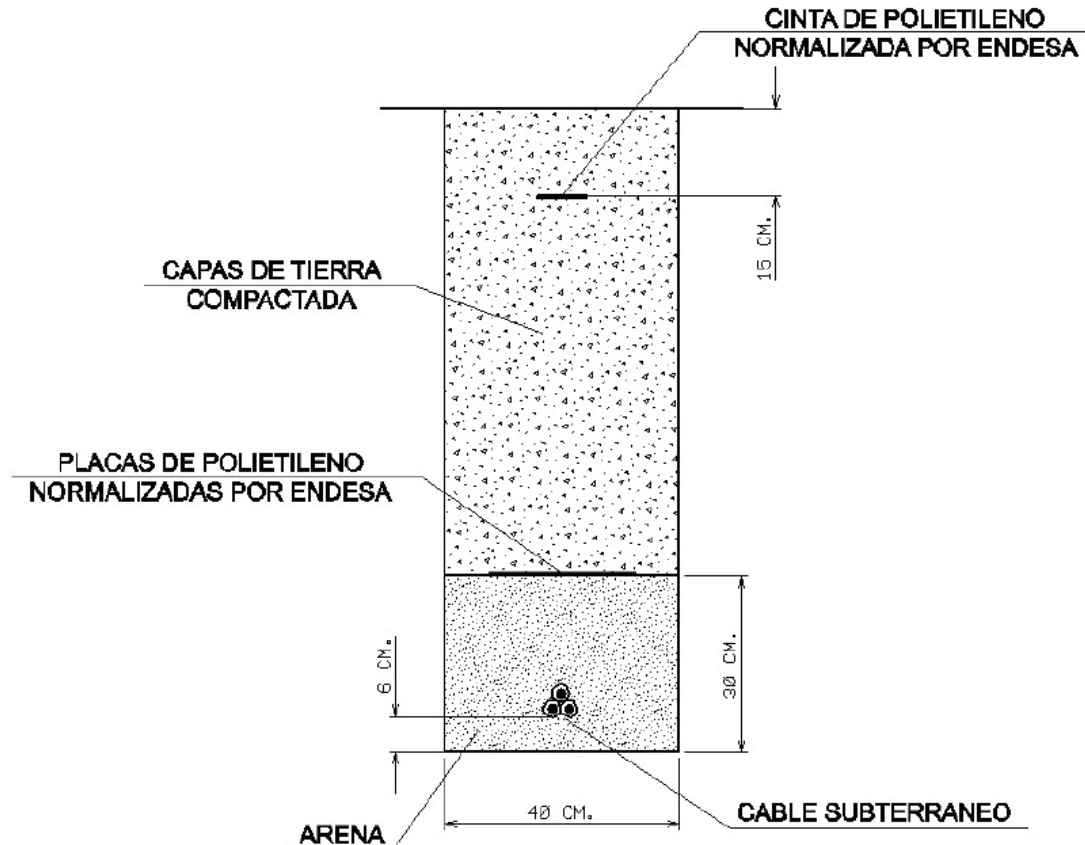 CINTA DE POLIETILENO
NORMALIZADA POR ENDESA
15 CM.
CAPAS DE TIERRA
COMPACTADA
PLACAS DE POLIETILENO
NORMALIZADAS POR ENDESA
6 CM.
30 CM.
40 CM.
CABLE SUBTERRANEO
ARENA